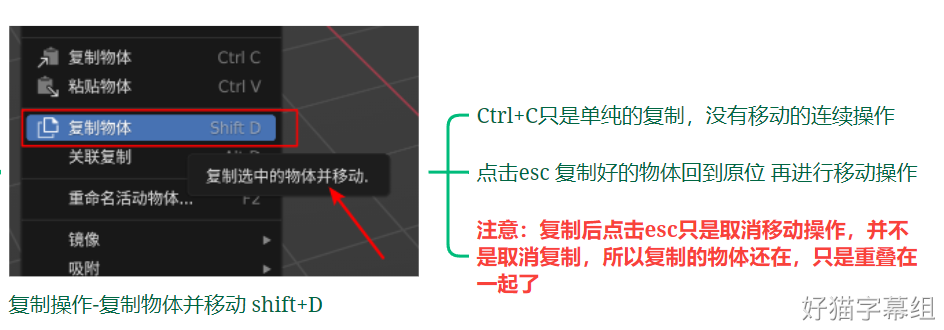 复制物体 Ctrl C
粘贴物体 Ctrl V
复制物体 Shift D
关联复制
复制选中的物体并移动.
重命名活动物体... F2
镜像
吸附
复制操作-复制物体并移动 shift+D
Ctrl+C只是单纯的复制，没有移动的连续操作
点击esc 复制好的物体回到原位 再进行移动操作
注意：复制后点击esc只是取消移动操作，并不
是取消复制，所以复制的物体还在，只是重叠在
一起了
好猫字幕组